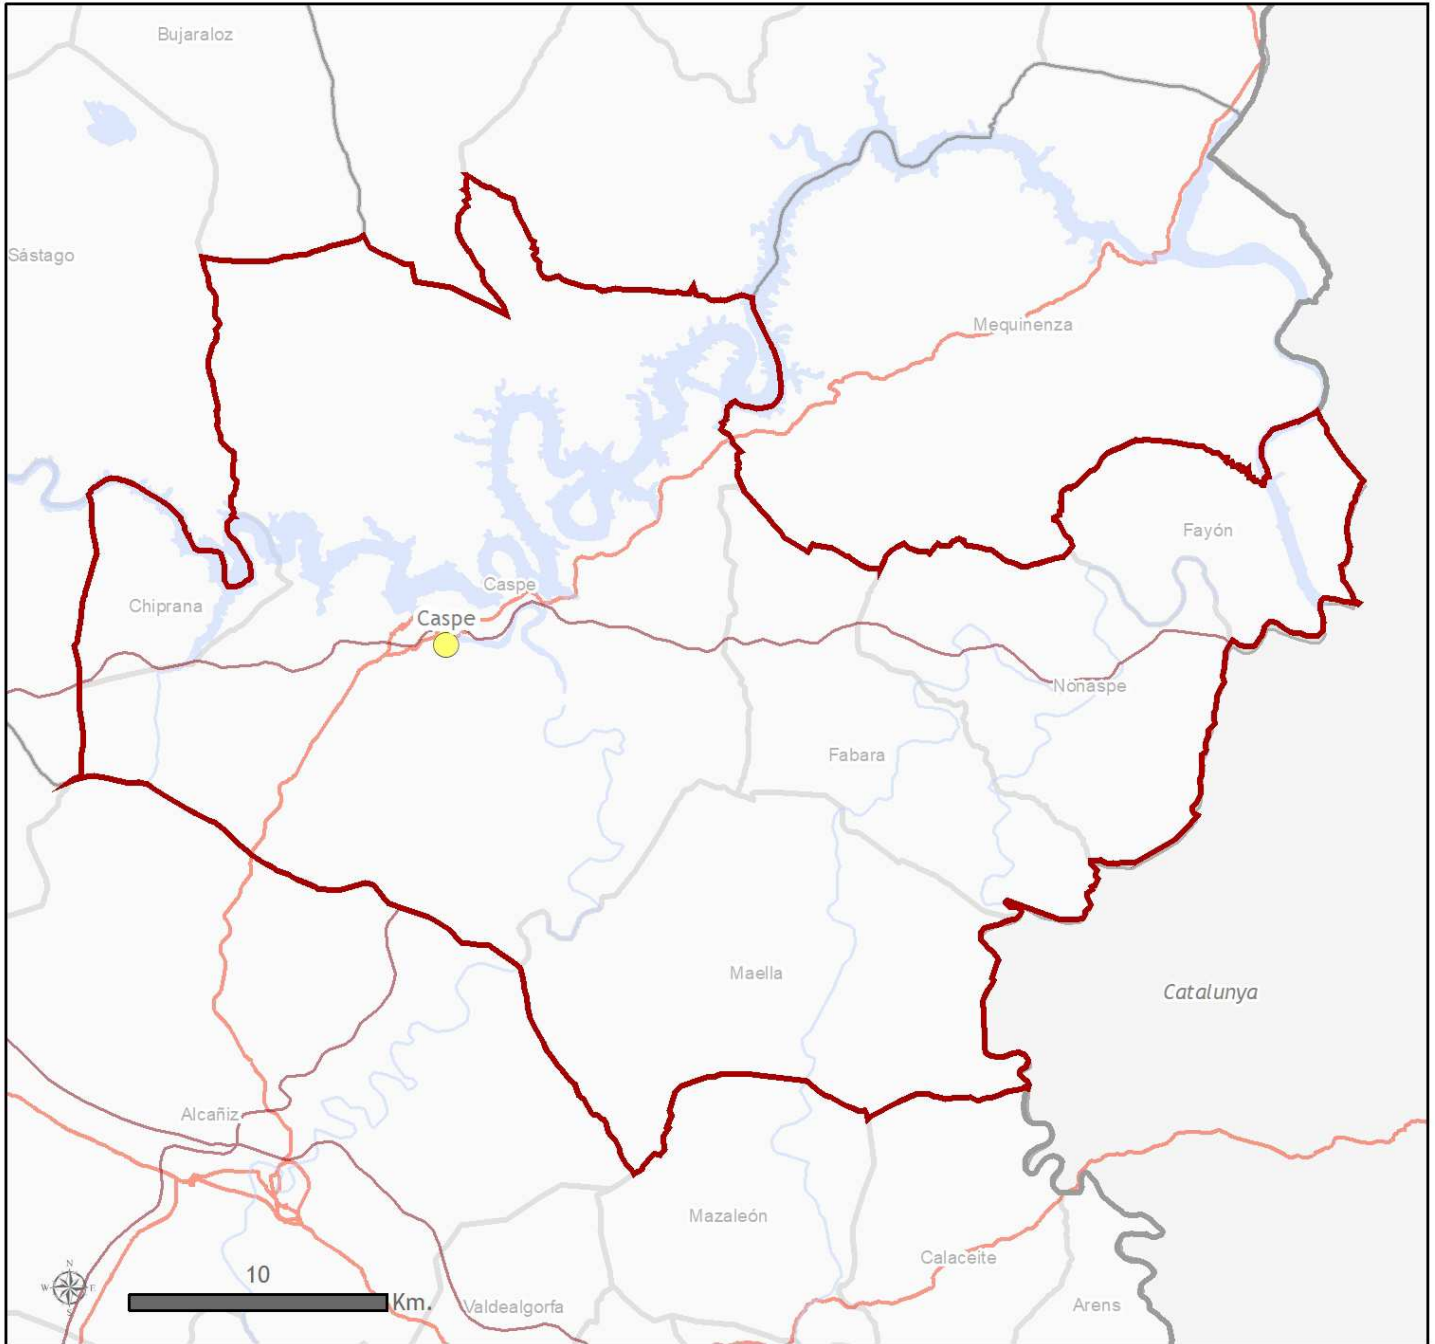 Bujaraloz
Sástago
Mequinenza
Fayón
Caspe
Chiprana
Caspe
Nonaspe
Fabara
Maella
Catalunya
Alcañiz
Mazaleón
Calaceite
N
W E
S
10
Km.
Valdealgorfa
Arens